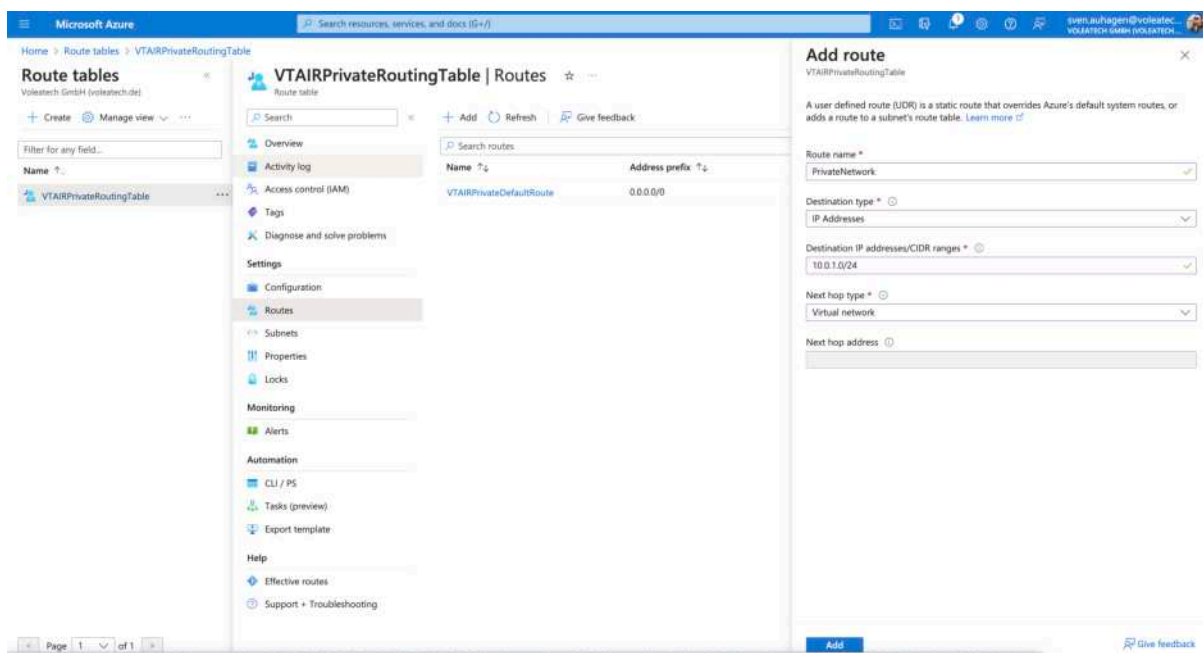 Microsoft Azure
Search resources, services, and docs (G+/)
sven.auhagen@voleatec...
VOLEATECH GMBH (VOLEATECH....
Home > Route tables > VTAIRPrivateRoutingTable
Route tables
Voleatech GmbH (voleatech.de)
+ Create Manage view ...
Filter for any field...
Name ↑↓
VTAIRPrivateRoutingTable ...
Page 1 of 1
VTAIRPrivateRoutingTable | Routes ☆ ...
Route table
Search
Overview
Activity log
Access control (IAM)
Tags
Diagnose and solve problems
Settings
Configuration
Routes
Subnets
Properties
Locks
Monitoring
Alerts
Automation
CLI / PS
Tasks (preview)
Export template
Help
Effective routes
Support + Troubleshooting
+ Add Refresh Give feedback
Search routes
Name ↑↓ Address prefix ↑↓
VTAIRPrivateDefaultRoute 0.0.0.0/0
Add route
VTAIRPrivateRoutingTable
A user defined route (UDR) is a static route that overrides Azure's default system routes, or
adds a route to a subnet's route table. Learn more
Route name *
PrivateNetwork
Destination type *
IP Addresses
Destination IP addresses/CIDR ranges *
10.0.1.0/24
Next hop type *
Virtual network
Next hop address
Add
Give feedback